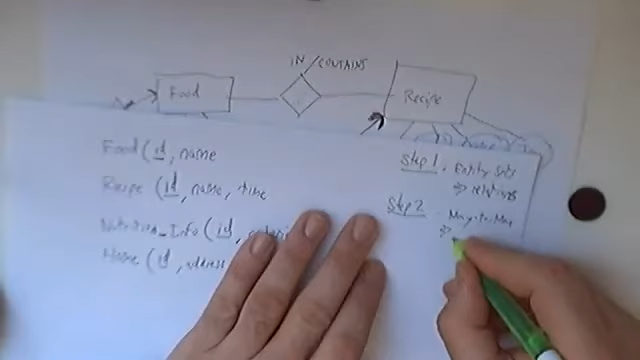 IN/CONTAINS
Food
Recipe
Food (id, name
Recipe (id, name, time
Nutrition_Info (id,
Name (id, address
Step 1. Entity Sets
⇒ relations
Step 2. Many-to-Many
⇒